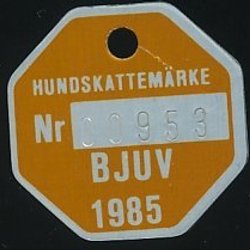 HUNDSKATTEMÄRKE
Nr 00953
BJUV
1985